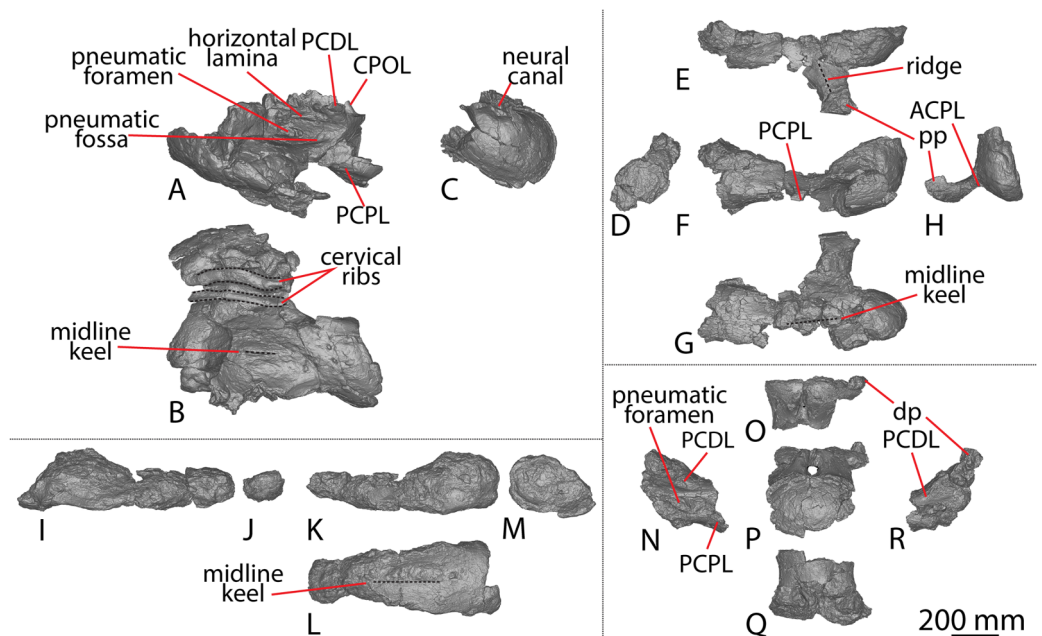 horizontal
lamina
PCDL
CPOL
pneumatic
foramen
pneumatic
fossa
A
PCPL
neural
canal
C
cervical
ribs
midline
keel
B
E
ridge
ACPL
pp
PCPL
D
F
H
midline
keel
G
I
J
K
M
midline
keel
L
pneumatic
foramen
PCDL
O
dp
PCDL
N
PCPL
P
R
Q
200 mm